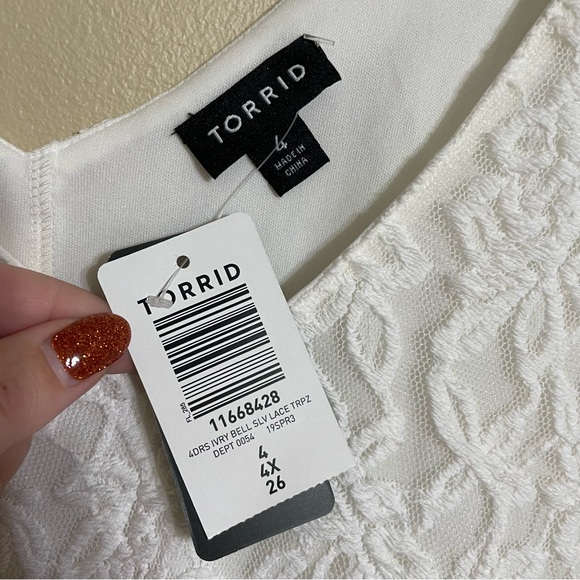 TORRID
4
MADE IN
CHINA
TORRID
11668428
4DRS IVRY BELL SLV LACE TRPZ
DEPT 0054 19SPR3
4
4X
26